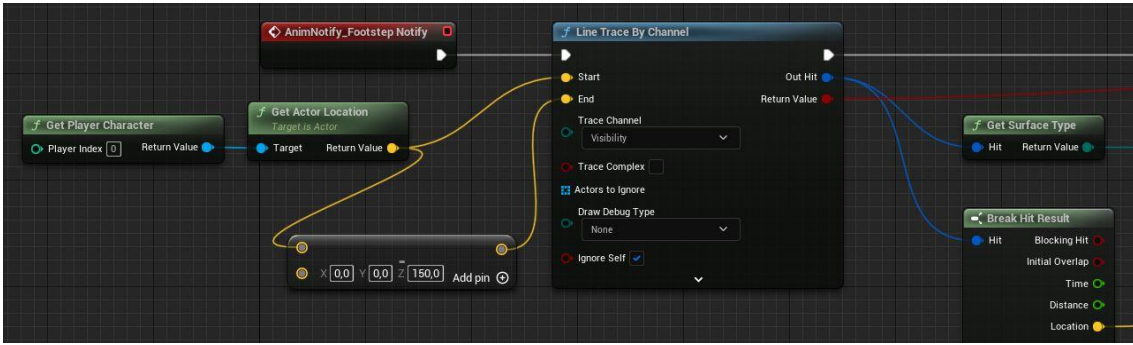 AnimNotify_Footstep Notify
f Line Trace By Channel
Start
Out Hit
End
Return Value
Trace Channel
Visibility
Trace Complex
Actors to Ignore
Draw Debug Type
None
Ignore Self
f Get Player Character
Player Index 0
Return Value
f Get Actor Location
Target is Actor
Target
Return Value
-
X 0,0 Y 0,0 Z 150,0 Add pin
f Get Surface Type
Hit
Return Value
Break Hit Result
Hit
Blocking Hit
Initial Overlap
Time
Distance
Location